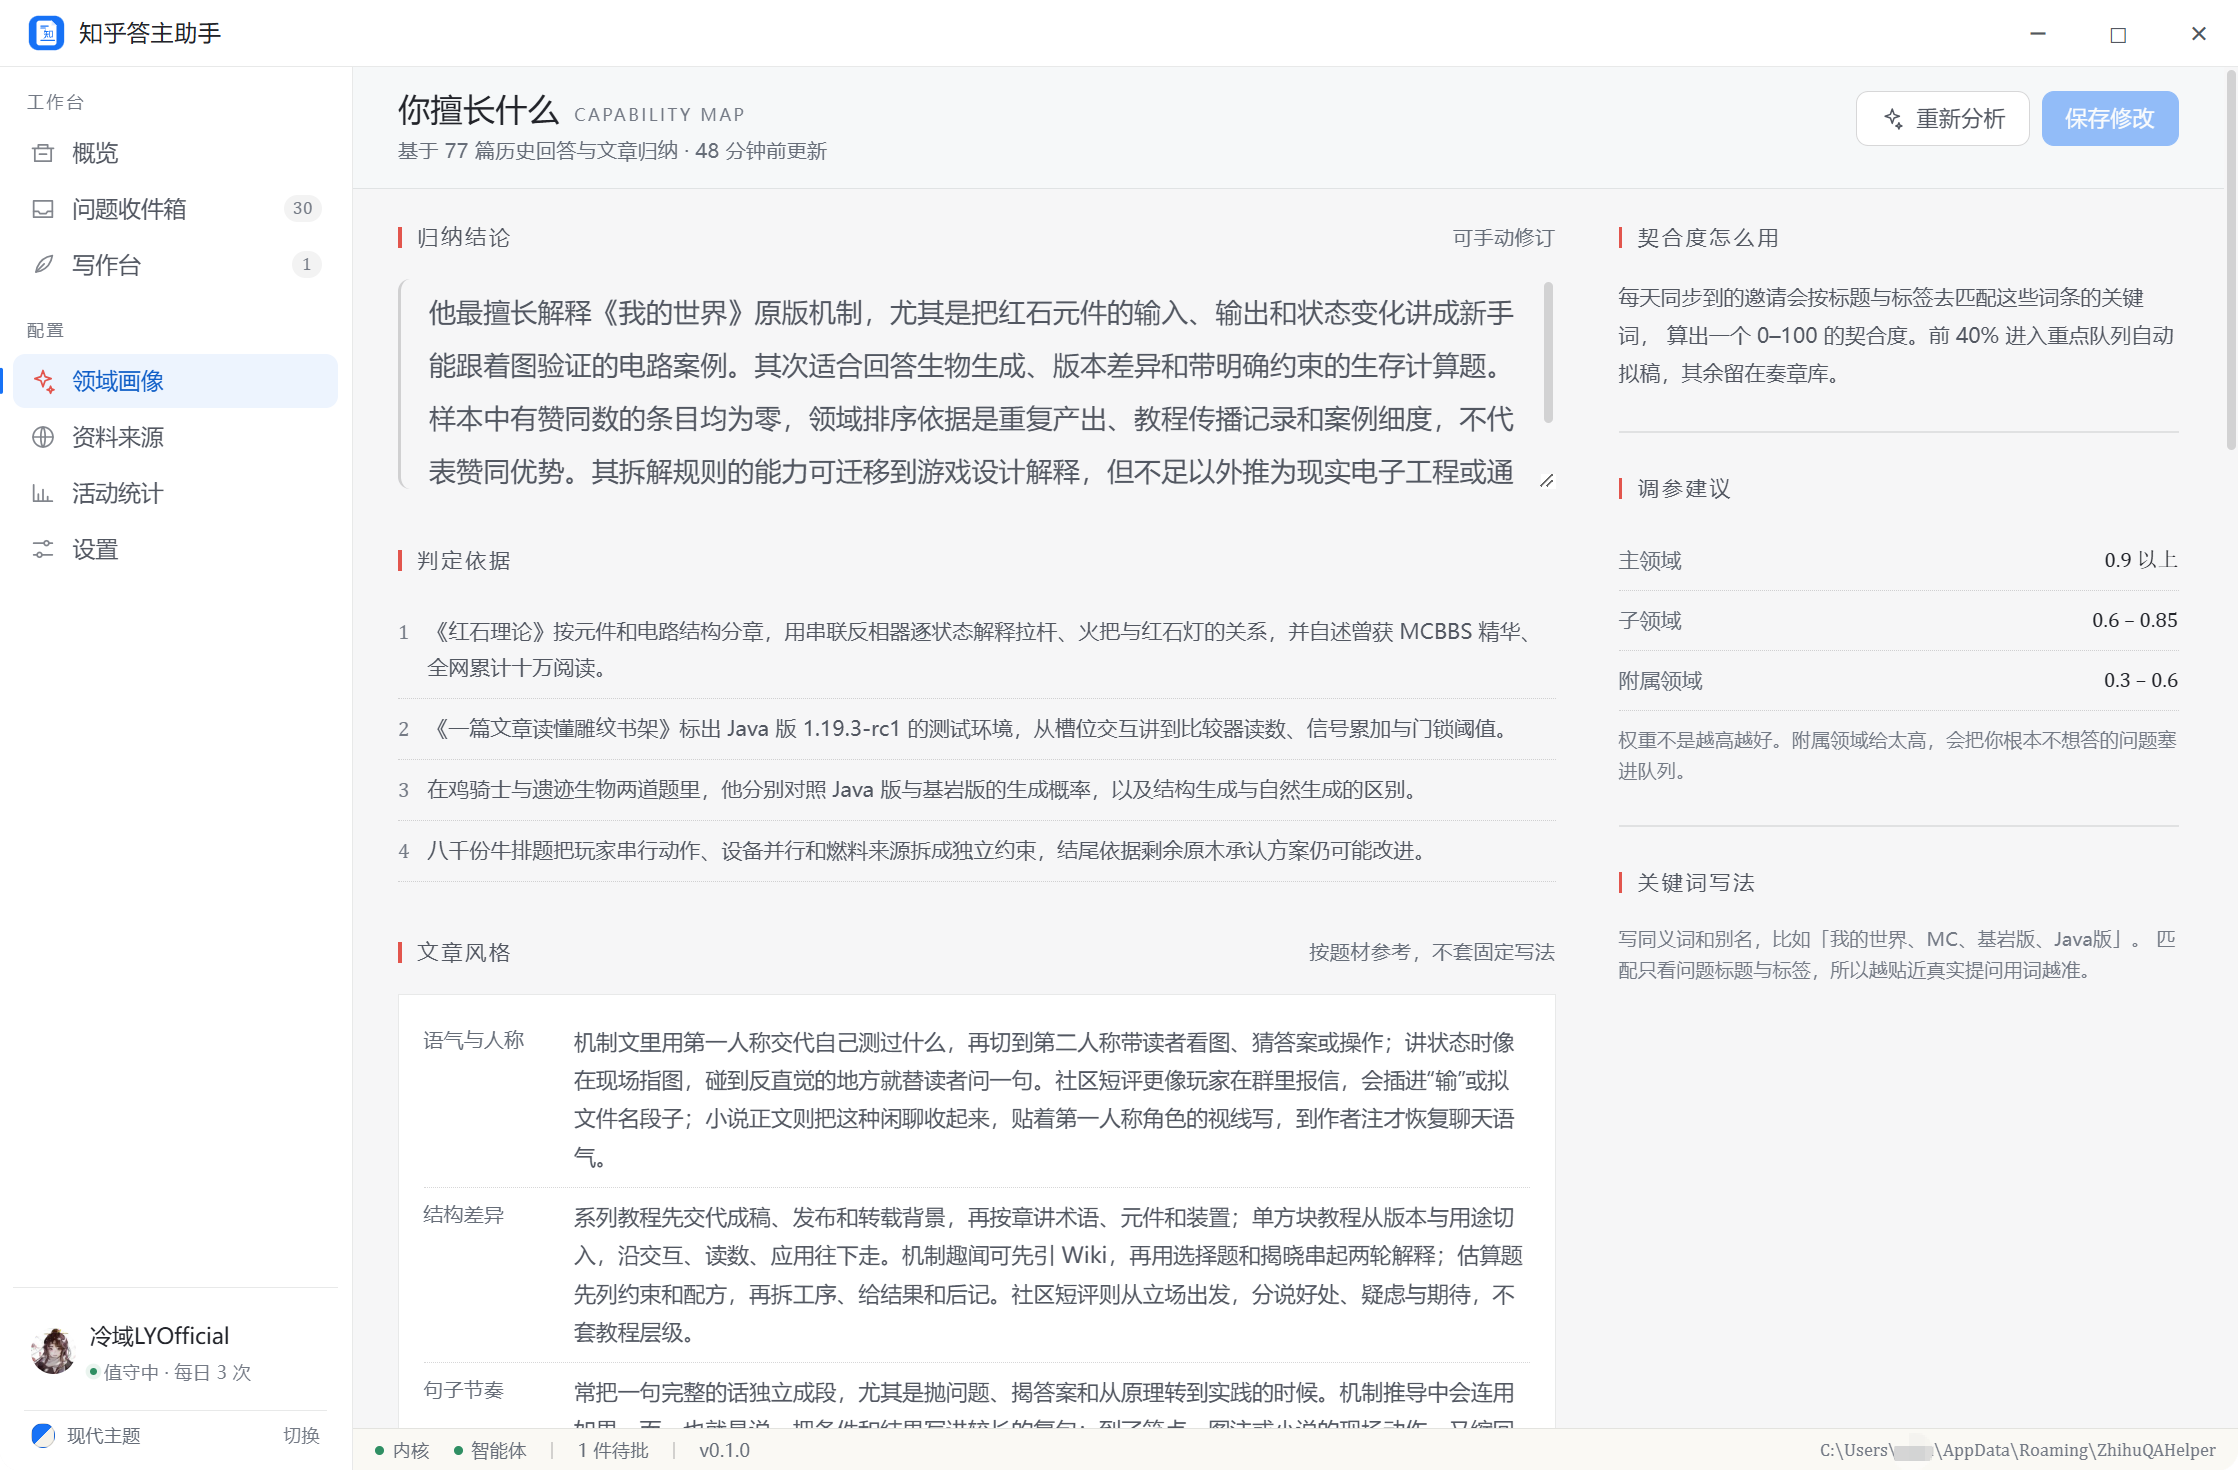 知乎答主助手
工作台
概览
问题收件箱 30
写作台 1
配置
领域画像
资料来源
活动统计
设置
冷域LYOfficial
值守中 · 每日 3 次
现代主题 切换
你擅长什么 CAPABILITY MAP
基于 77 篇历史回答与文章归纳 · 48 分钟前更新
重新分析 保存修改
归纳结论 可手动修订
他最擅长解释《我的世界》原版机制，尤其是把红石元件的输入、输出和状态变化讲成新手
能跟着图验证的电路案例。其次适合回答生物生成、版本差异和带明确约束的生存计算题。
样本中有赞同数的条目均为零，领域排序依据是重复产出、教程传播记录和案例细度，不代
表赞同优势。其拆解规则的能力可迁移到游戏设计解释，但不足以外推为现实电子工程或通
判定依据
1 《红石理论》按元件和电路结构分章，用串联反相器逐状态解释拉杆、火把与红石灯的关系，并自述曾获 MCBBS 精华、
全网累计十万阅读。
2 《一篇文章读懂雕纹书架》标出 Java 版 1.19.3-rc1 的测试环境，从槽位交互讲到比较器读数、信号累加与门锁阈值。
3 在鸡骑士与遗迹生物两道题里，他分别对照 Java 版与基岩版的生成概率，以及结构生成与自然生成的区别。
4 八千份牛排题把玩家串行动作、设备并行和燃料来源拆成独立约束，结尾依据剩余原木承认方案仍可能改进。
文章风格 按题材参考，不套固定写法
语气与人称 机制文里用第一人称交代自己测过什么，再切到第二人称带读者看图、猜答案或操作；讲状态时像
在现场指图，碰到反直觉的地方就替读者问一句。社区短评更像玩家在群里报信，会插进“输”或拟
文件名段子；小说正文则把这种闲聊收起来，贴着第一人称角色的视线写，到作者注才恢复聊天语
气。
结构差异 系列教程先交代成稿、发布和转载背景，再按章讲术语、元件和装置；单方块教程从版本与用途切
入，沿交互、读数、应用往下走。机制趣闻可先引 Wiki，再用选择题和揭晓串起两轮解释；估算题
先列约束和配方，再拆工序、给结果和后记。社区短评则从立场出发，分说好处、疑虑与期待，不
套教程层级。
句子节奏 常把一句完整的话独立成段，尤其是抛问题、揭答案和从原理转到实践的时候。机制推导中会连用
契合度怎么用
每天同步到的邀请会按标题与标签去匹配这些词条的关键
词， 算出一个 0–100 的契合度。前 40% 进入重点队列自动
拟稿，其余留在奏章库。
调参建议
主领域 0.9 以上
子领域 0.6 – 0.85
附属领域 0.3 – 0.6
权重不是越高越好。附属领域给太高，会把你根本不想答的问题塞
进队列。
关键词写法
写同义词和别名，比如「我的世界、MC、基岩版、Java版」。 匹
配只看问题标题与标签，所以越贴近真实提问用词越准。
内核 智能体 | 1 件待批 | v0.1.0
C:\Users\ \AppData\Roaming\ZhihuQAHelper